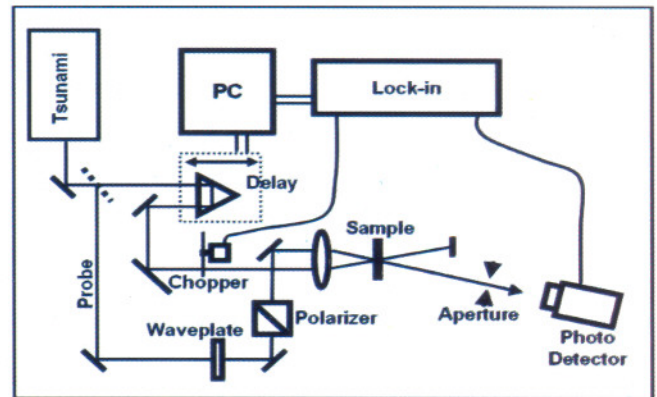 Tsunami
PC
Lock-in
Delay
Sample
Chopper
Probe
Polarizer
Aperture
Waveplate
Photo
Detector